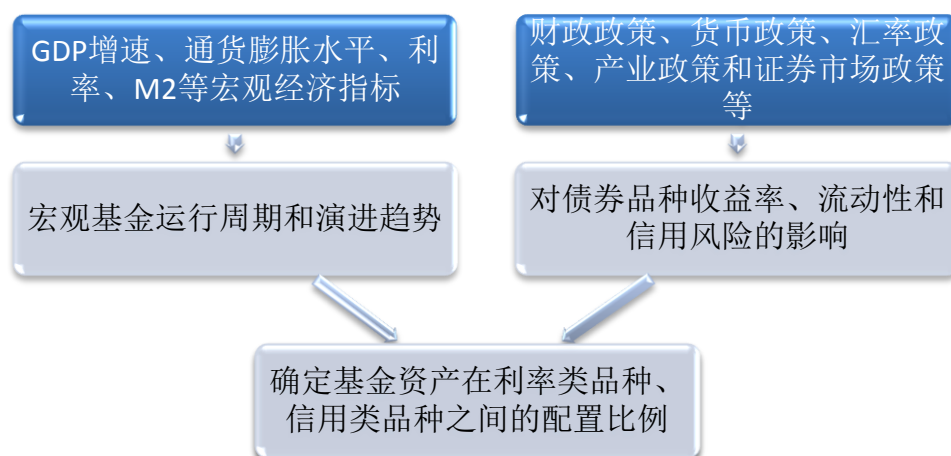 GDP增速、通货膨胀水平、利
率、M2等宏观经济指标
财政政策、货币政策、汇率政
策、产业政策和证券市场政策
等
宏观基金运行周期和演进趋势
对债券品种收益率、流动性和
信用风险的影响
确定基金资产在利率类品种、
信用类品种之间的配置比例